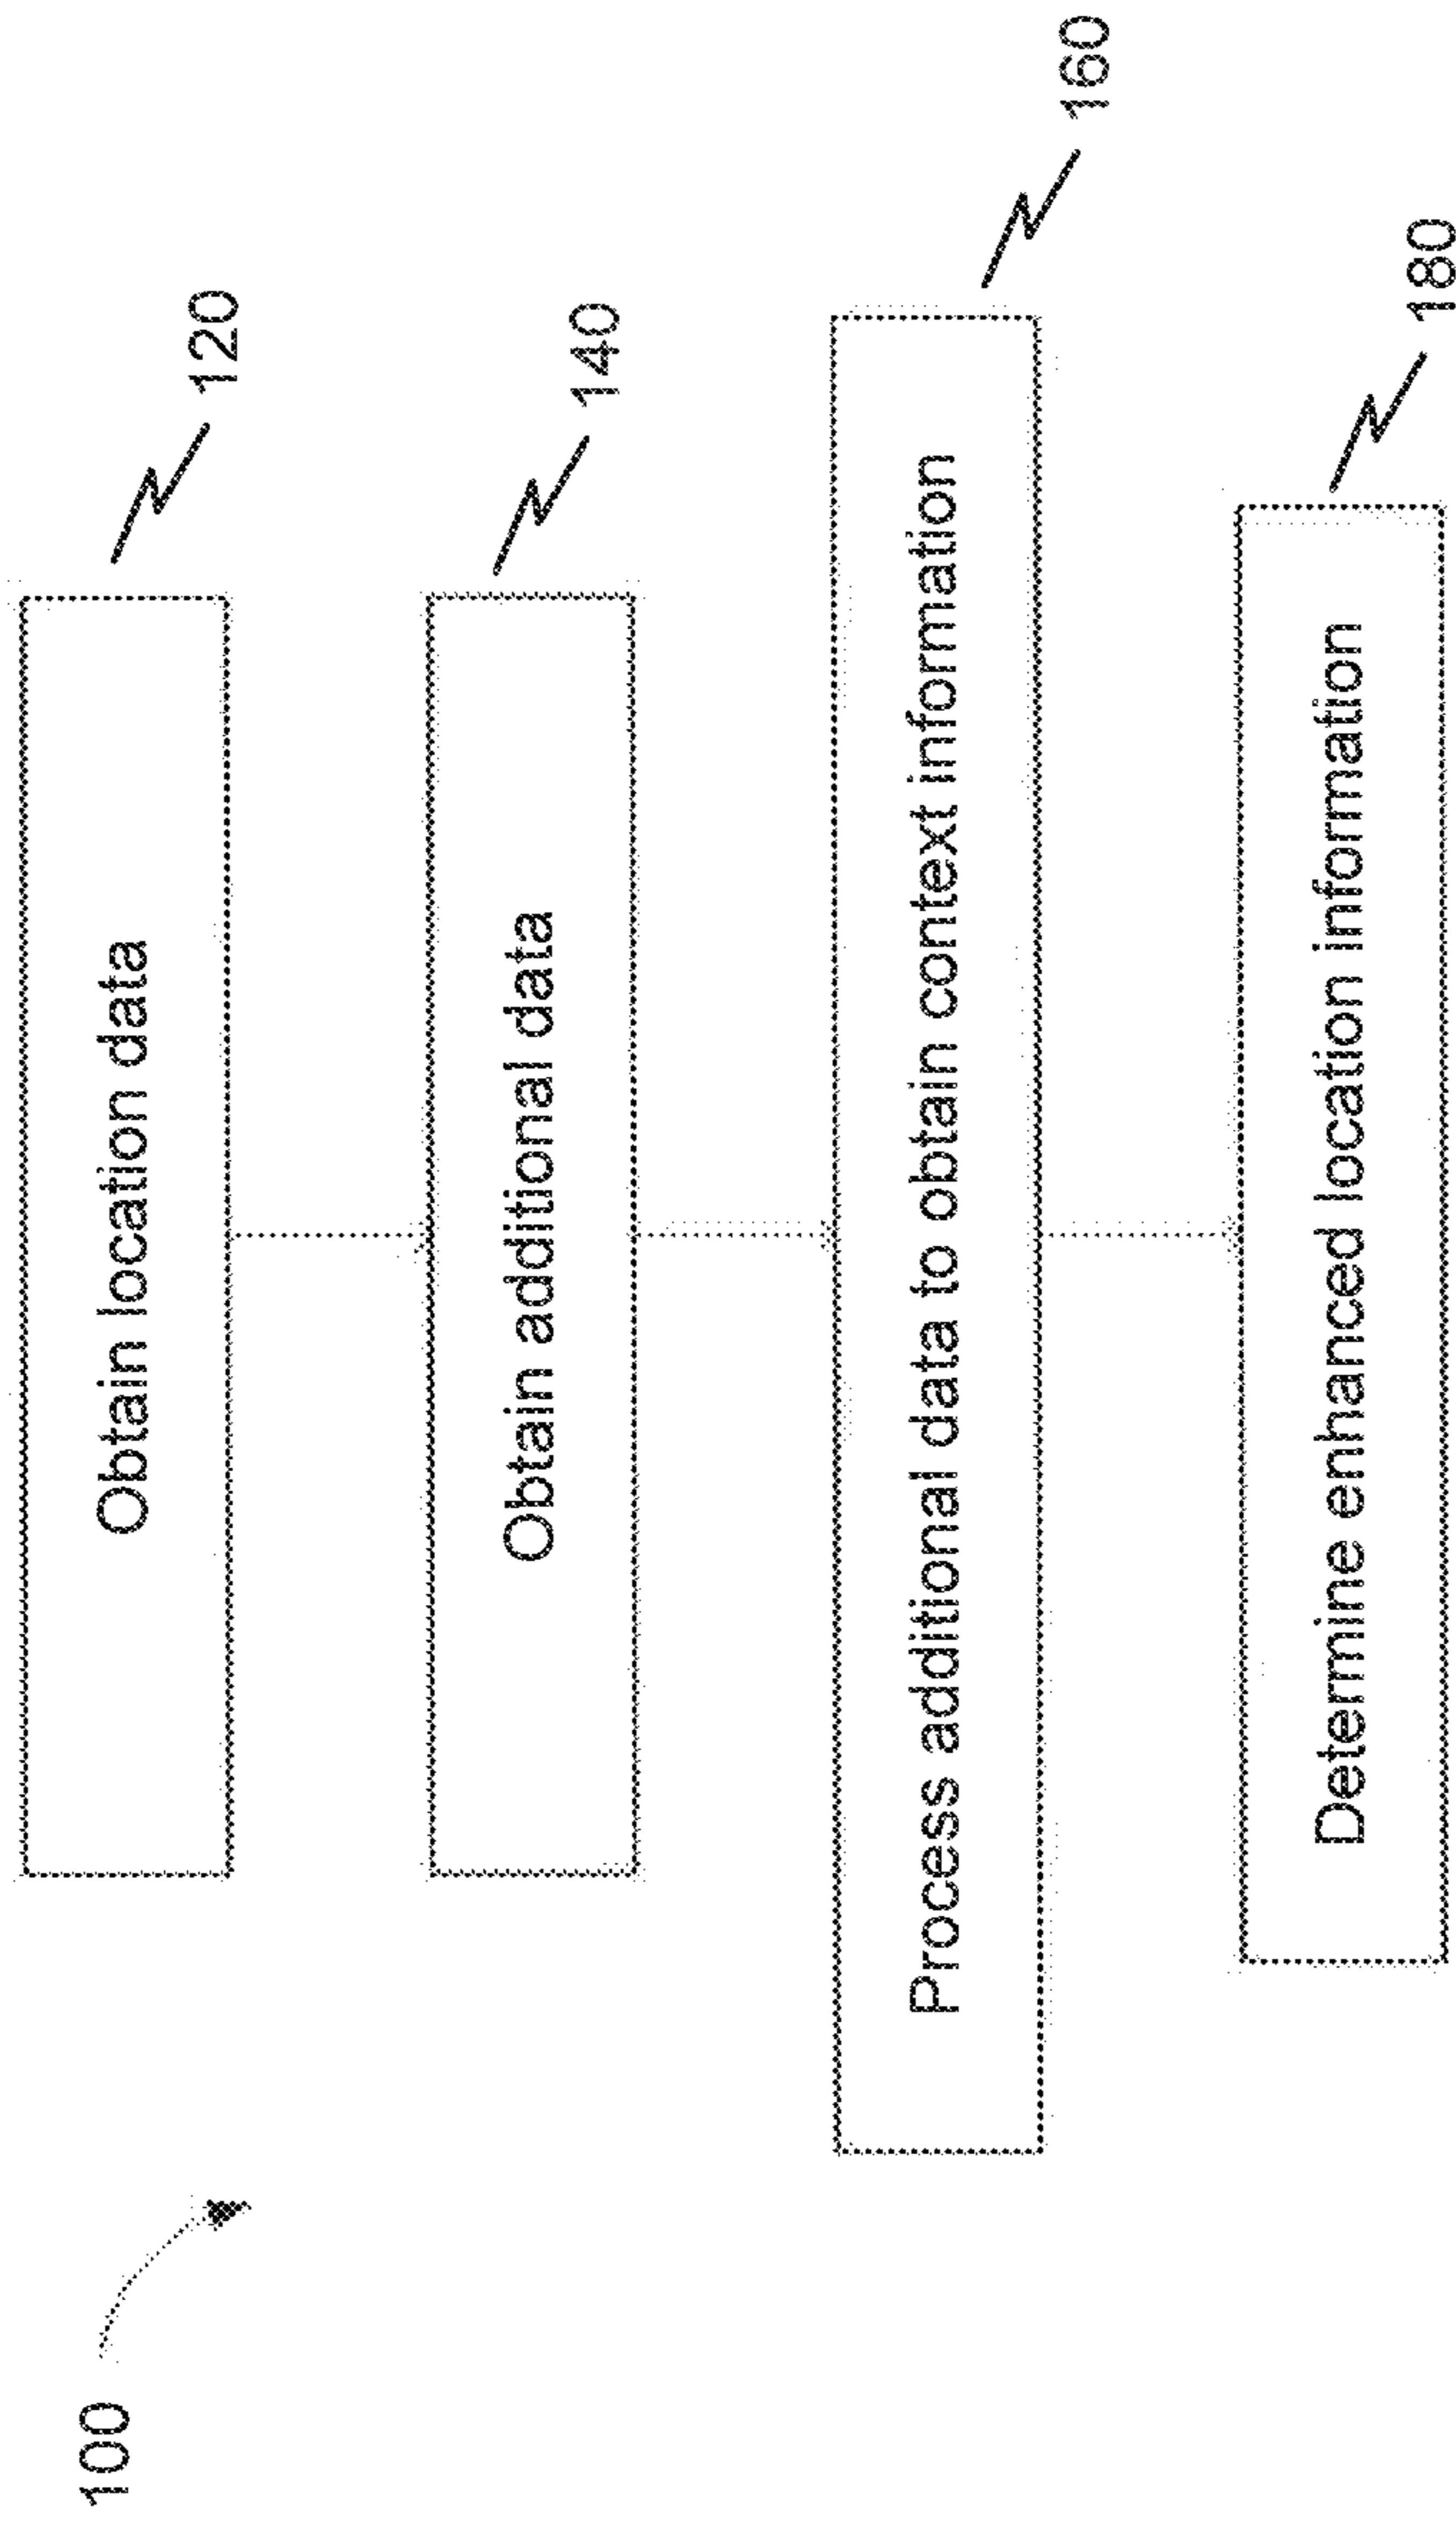 100
Obtain location data
120
Obtain additional data
140
Process additional data to obtain context information
160
Determine enhanced location information
180